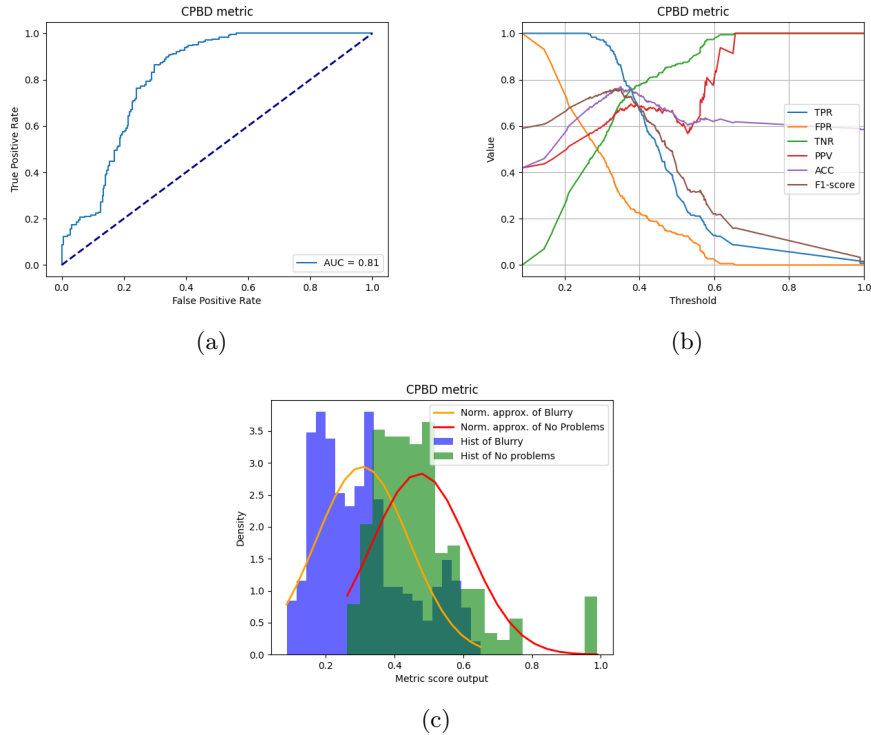 CPBD metric
True Positive Rate
1.0
0.8
0.6
0.4
0.2
0.0
AUC = 0.81
0.0 0.2 0.4 0.6 0.8 1.0
False Positive Rate
(a)
CPBD metric
Value
1.0
0.8
0.6
0.4
0.2
0.0
TPR
FPR
TNR
PPV
ACC
F1-score
0.2 0.4 0.6 0.8 1.0
Threshold
(b)
CPBD metric
Density
3.5
3.0
2.5
2.0
1.5
1.0
0.5
0.0
Norm. approx. of Blurry
Norm. approx. of No Problems
Hist of Blurry
Hist of No problems
0.2 0.4 0.6 0.8 1.0
Metric score output
(c)